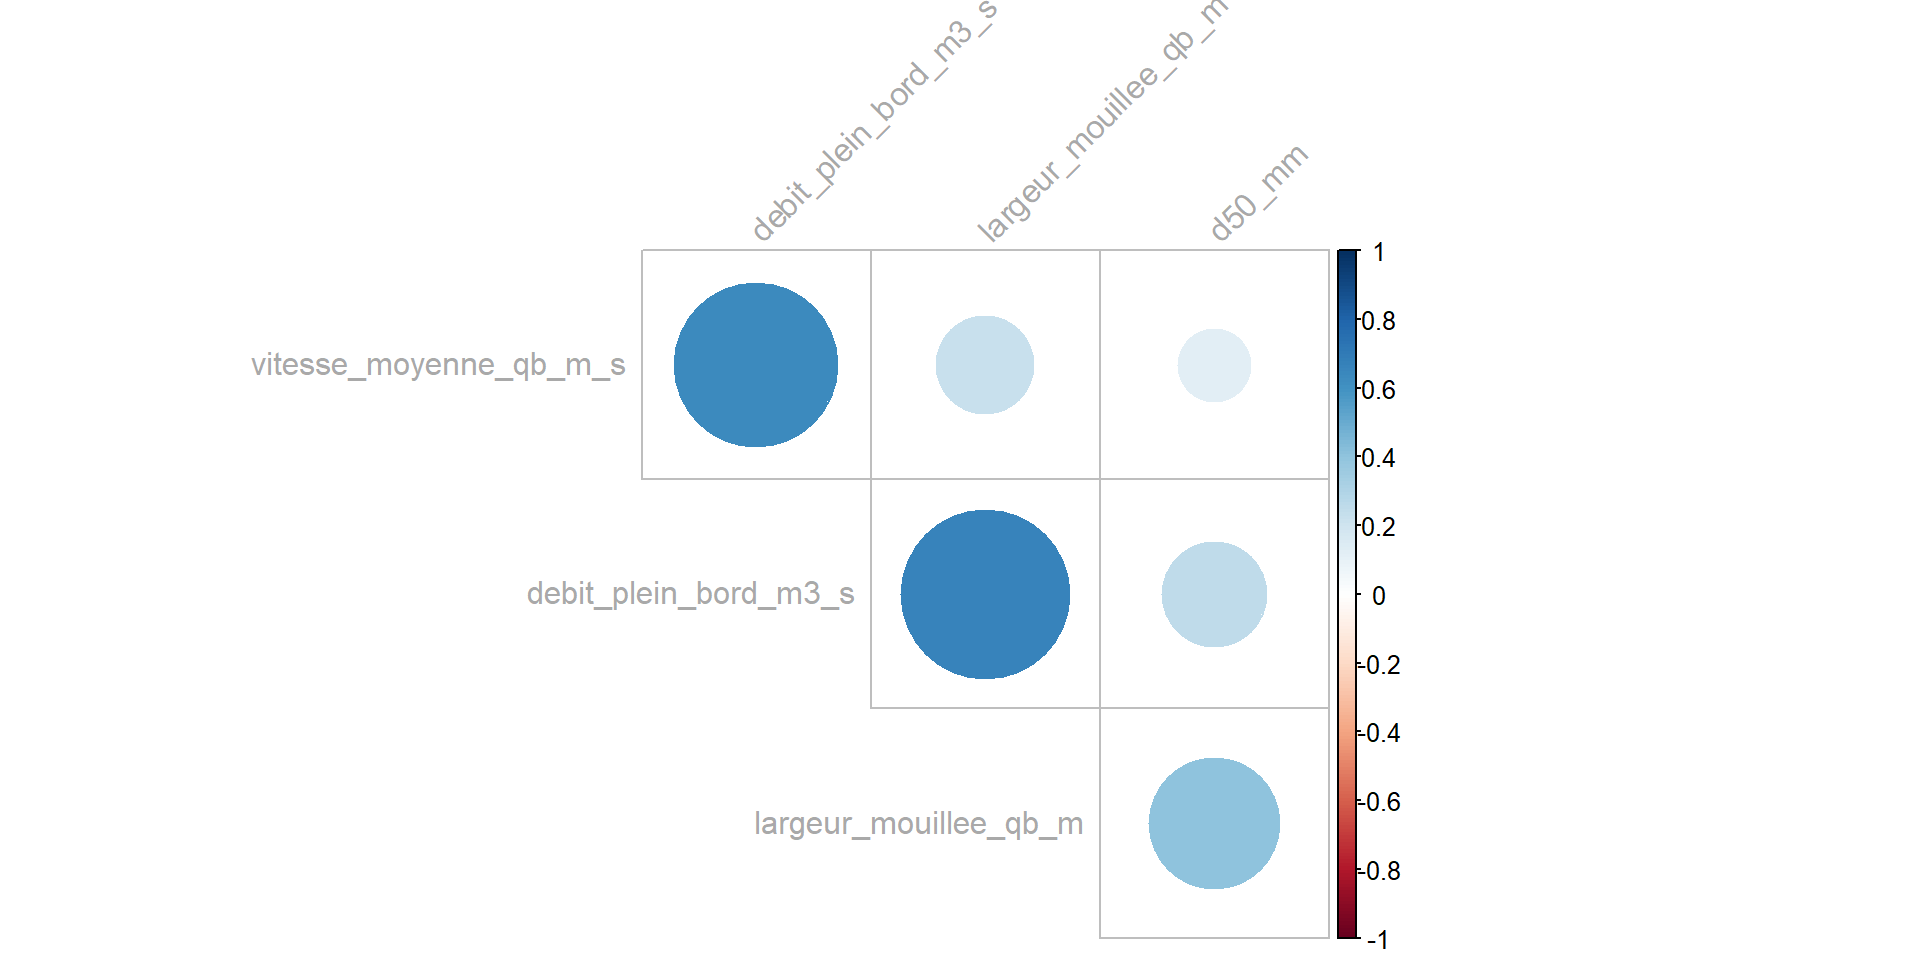 debit_plein_bord_m3_s
largeur_mouillee_qb_m
d50_mm
vitesse_moyenne_qb_m_s
debit_plein_bord_m3_s
largeur_mouillee_qb_m
1
0.8
0.6
0.4
0.2
0
-0.2
-0.4
-0.6
-0.8
-1